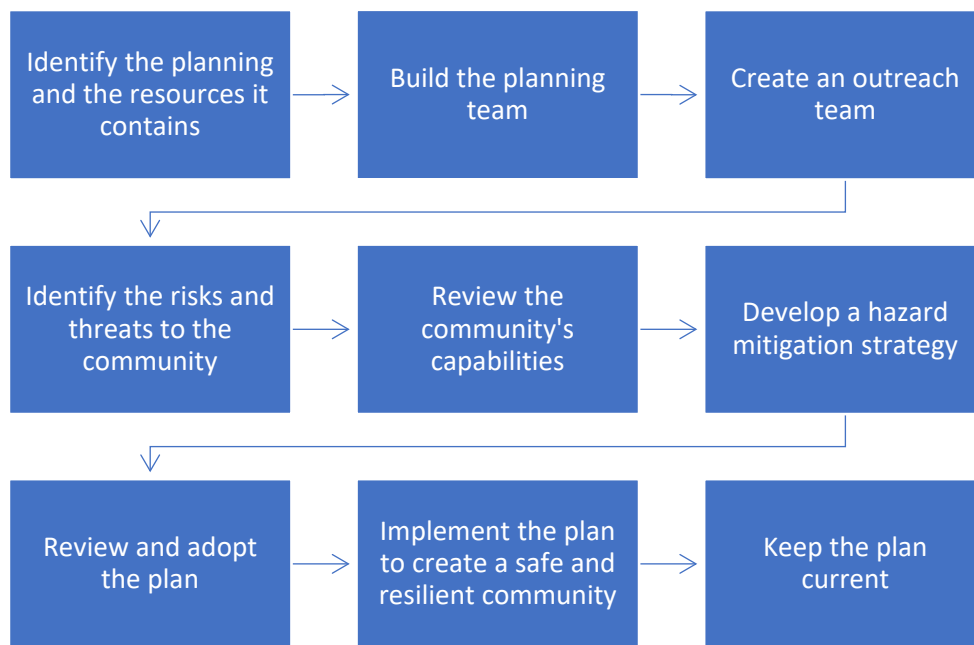 Identify the planning
and the resources it
contains
Build the planning
team
Create an outreach
team
Identify the risks and
threats to the
community
Review the
community's
capabilities
Develop a hazard
mitigation strategy
Review and adopt
the plan
Implement the plan
to create a safe and
resilient community
Keep the plan
current